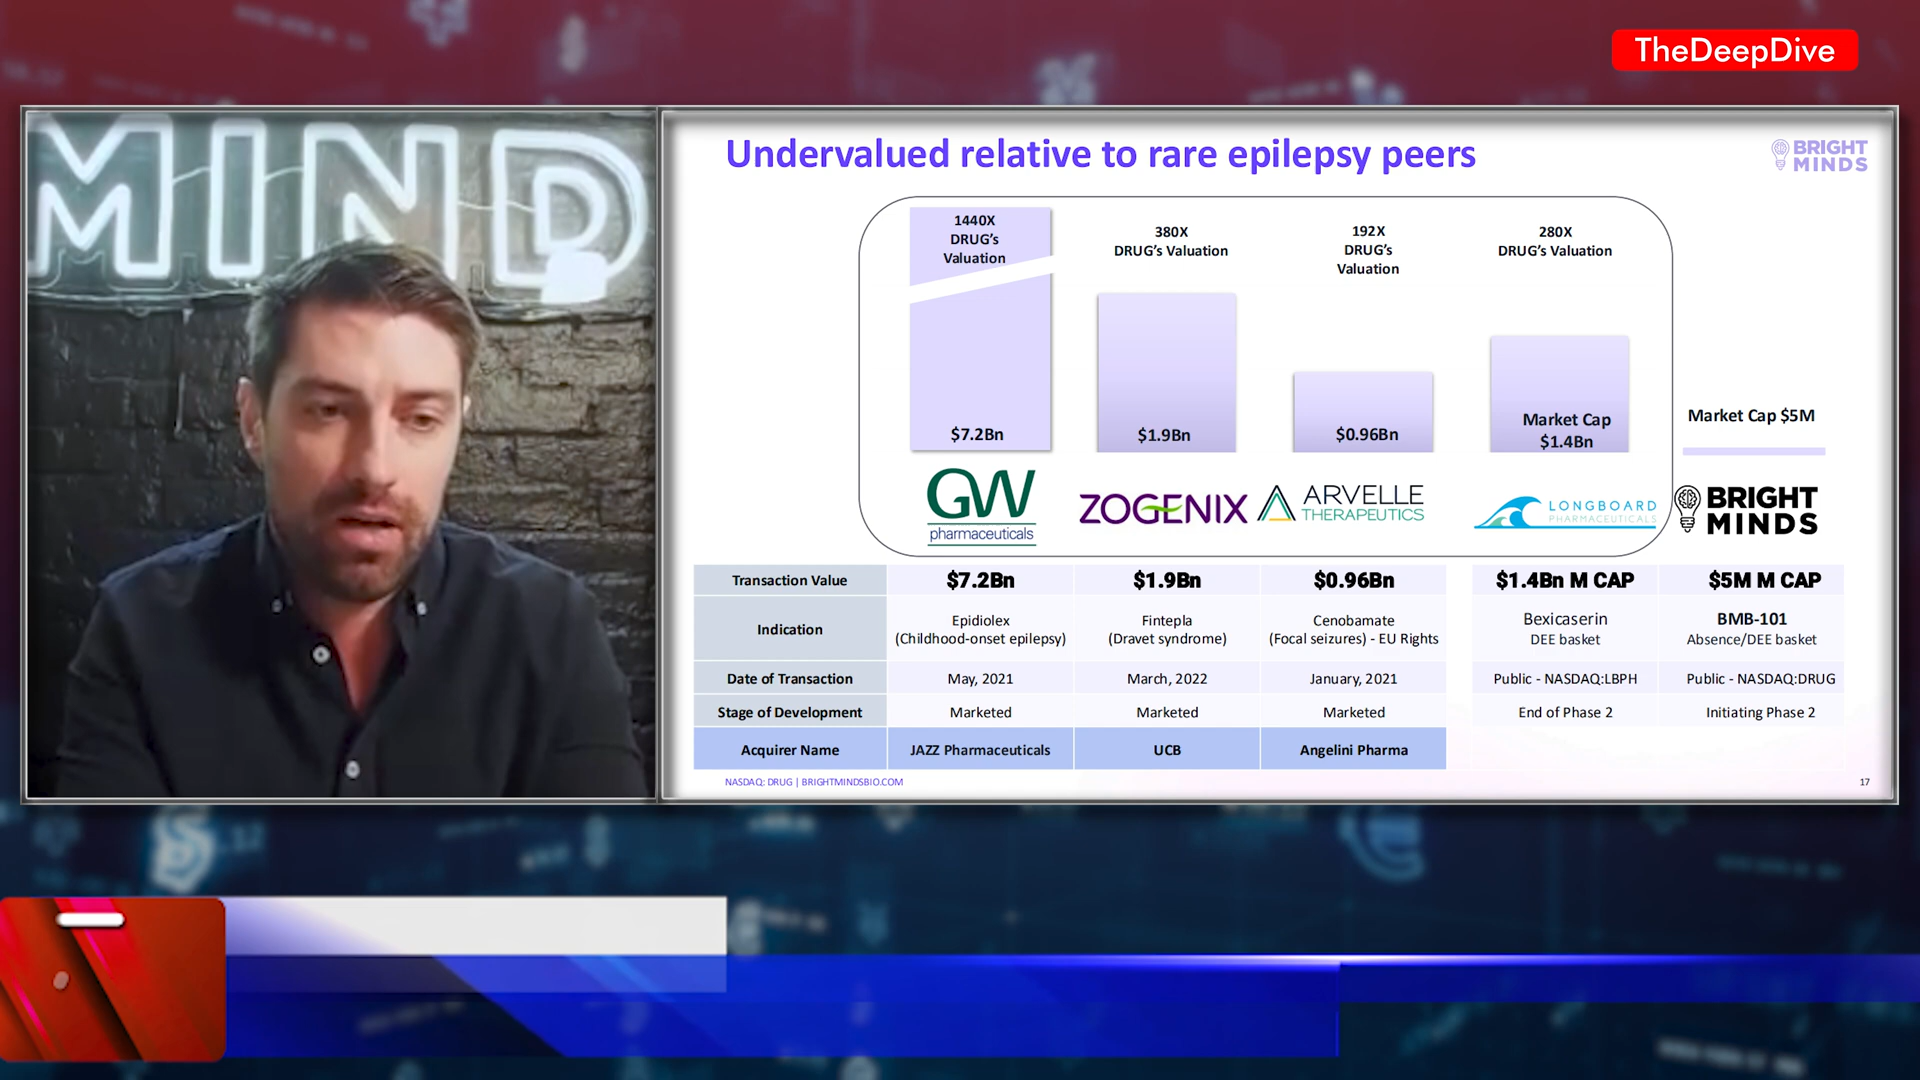 TheDeepDive
MIND
Undervalued relative to rare epilepsy peers
BRIGHT
MINDS
1440X
DRUG's
Valuation
380X
DRUG's Valuation
192X
DRUG's
Valuation
280X
DRUG's Valuation
$7.2Bn
$1.9Bn
$0.96Bn
Market Cap
$1.4Bn
Market Cap $5M
GW
pharmaceuticals
ZOGENIX
ARVELLE
THERAPEUTICS
LONGBOARD
PHARMACEUTICALS
BRIGHT
MINDS
Transaction Value $7.2Bn $1.9Bn $0.96Bn $1.4Bn M CAP $5M M CAP
Indication
Epidiolex
(Childhood-onset epilepsy)
Fintepla
(Dravet syndrome)
Cenobamate
(Focal seizures) - EU Rights
Bexicaserin
DEE basket
BMB-101
Absence/DEE basket
Date of Transaction May, 2021 March, 2022 January, 2021 Public - NASDAQ:LBPH Public - NASDAQ:DRUG
Stage of Development Marketed Marketed Marketed End of Phase 2 Initiating Phase 2
Acquirer Name JAZZ Pharmaceuticals UCB Angelini Pharma
NASDAQ: DRUG | BRIGHTMINDSBIO.COM
17